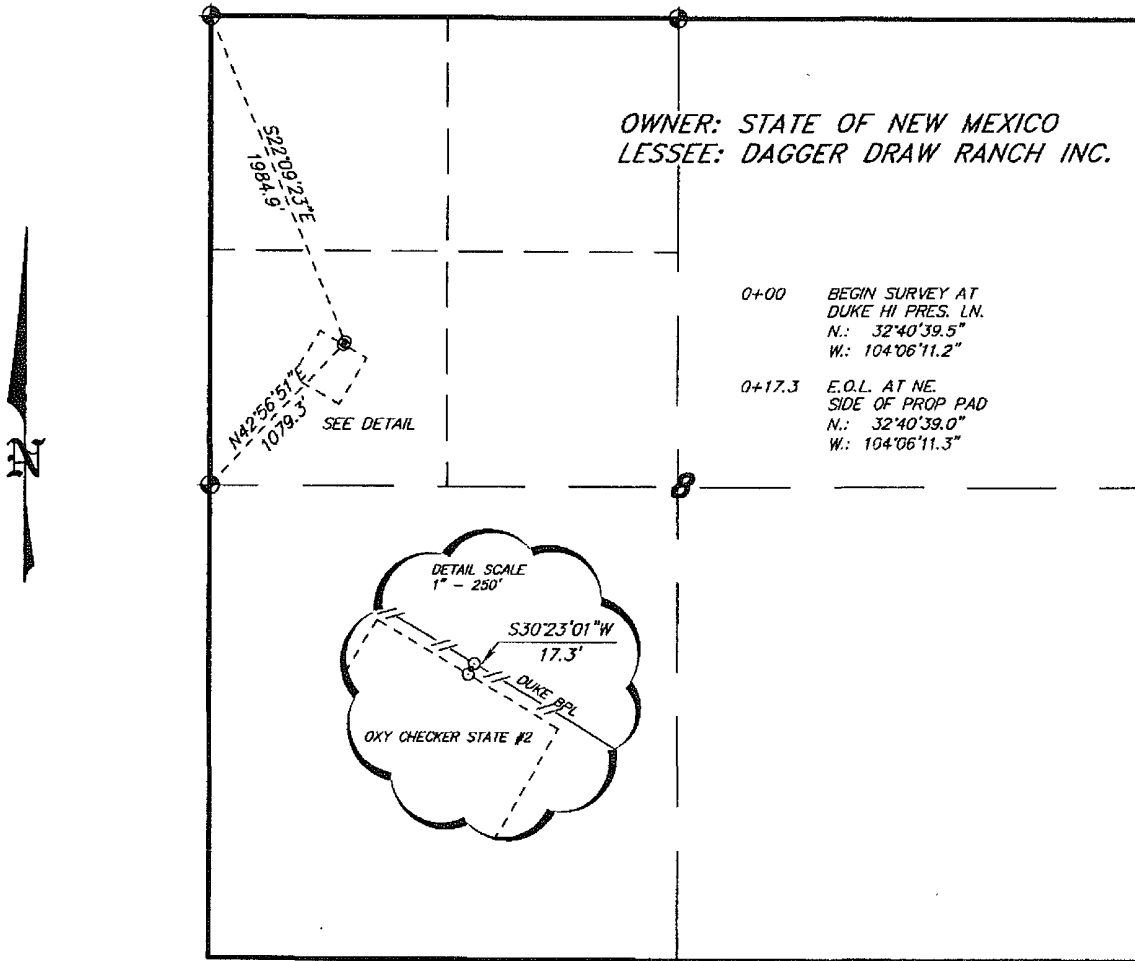 OWNER: STATE OF NEW MEXICO
LESSEE: DAGGER DRAW RANCH INC.
S22°09'23"E
1984.9'
0+00 BEGIN SURVEY AT
DUKE HI PRES. LN.
N.: 32°40'39.5"
W.: 104°06'11.2"
0+17.3 E.O.L. AT NE.
SIDE OF PROP PAD
N.: 32°40'39.0"
W.: 104°06'11.3"
N42°56'51"E
1079.3'
SEE DETAIL
N
8
DETAIL SCALE
1" - 250'
S30°23'01"W
17.3'
DUKE BPL
OXY CHECKER STATE #2